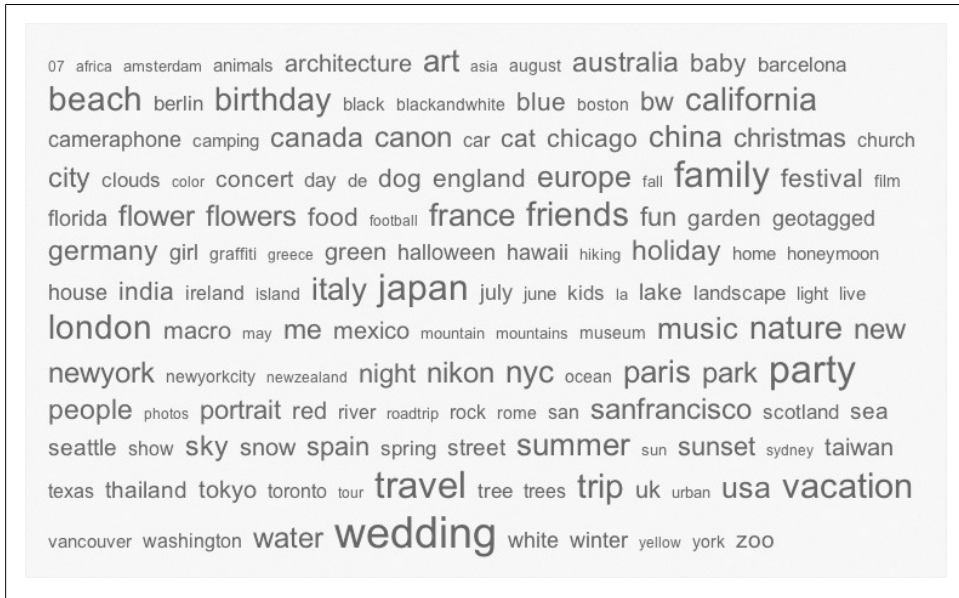 07 africa amsterdam animals architecture art asia august australia baby barcelona
beach berlin birthday black blackandwhite blue boston bw california
cameraphone camping canada canon car cat chicago china christmas church
city clouds color concert day de dog england europe fall family festival film
florida flower flowers food football france friends fun garden geotagged
germany girl graffiti greece green halloween hawaii hiking holiday home honeymoon
house india ireland island italy japan july june kids la lake landscape light live
london macro may me mexico mountain mountains museum music nature new
newyork newyorkcity newzealand night nikon nyc ocean paris park party
people photos portrait red river roadtrip rock rome san sanfrancisco scotland sea
seattle show sky snow spain spring street summer sun sunset sydney taiwan
texas thailand tokyo toronto tour travel tree trees trip uk urban usa vacation
vancouver washington water wedding white winter yellow york zoo